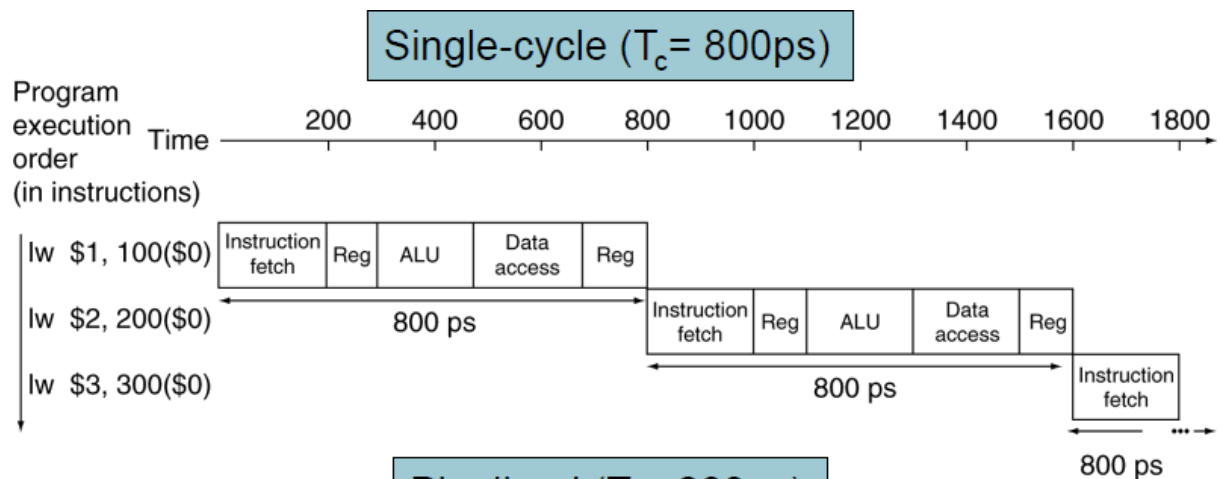 Single-cycle (Tc= 800ps)
Program
execution
order
(in instructions)
Time
200 400 600 800 1000 1200 1400 1600 1800
lw $1, 100($0)
Instruction
fetch
Reg
ALU
Data
access
Reg
800 ps
lw $2, 200($0)
Instruction
fetch
Reg
ALU
Data
access
Reg
800 ps
lw $3, 300($0)
Instruction
fetch
...
800 ps